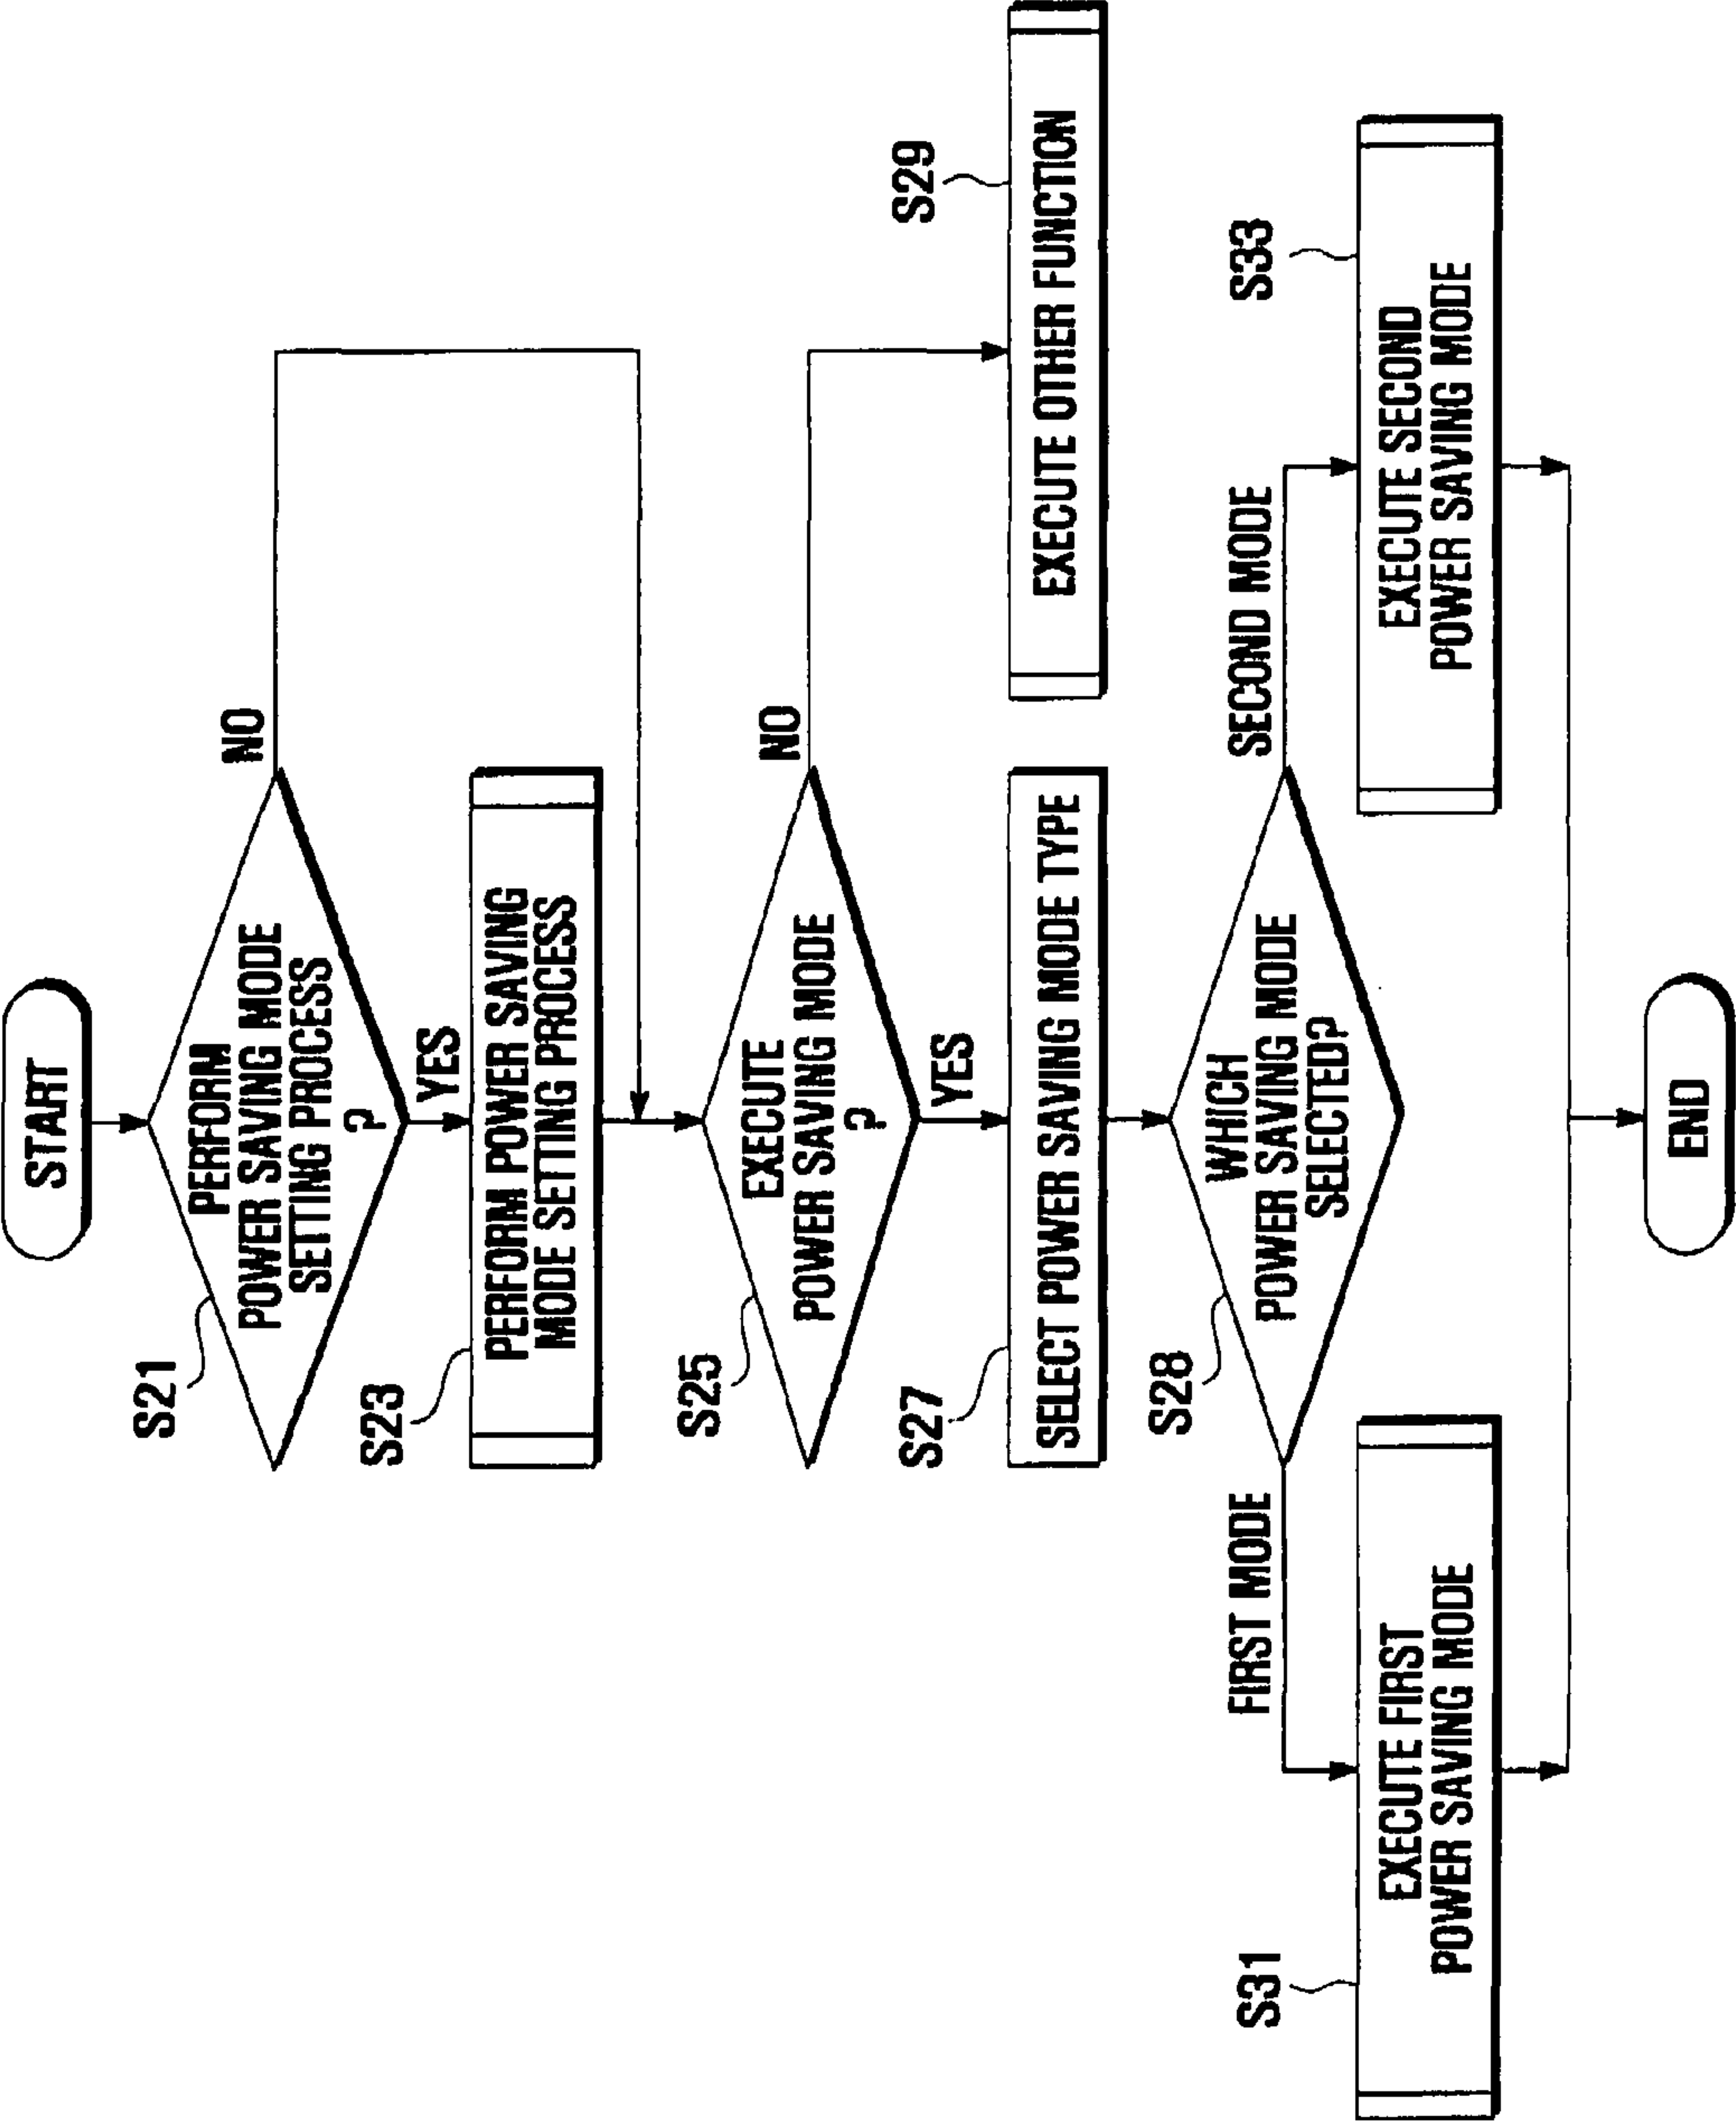 START
S21
PERFORM
POWER SAVING MODE
SETTING PROCESS
?
NO
YES
S23
PERFORM POWER SAVING
MODE SETTING PROCESS
S25
EXECUTE
POWER SAVING MODE
?
NO
YES
S27
SELECT POWER SAVING MODE TYPE
S29
EXECUTE OTHER FUNCTION
S28
WHICH
POWER SAVING MODE
SELECTED?
FIRST MODE
SECOND MODE
S31
EXECUTE FIRST
POWER SAVING MODE
S33
EXECUTE SECOND
POWER SAVING MODE
END